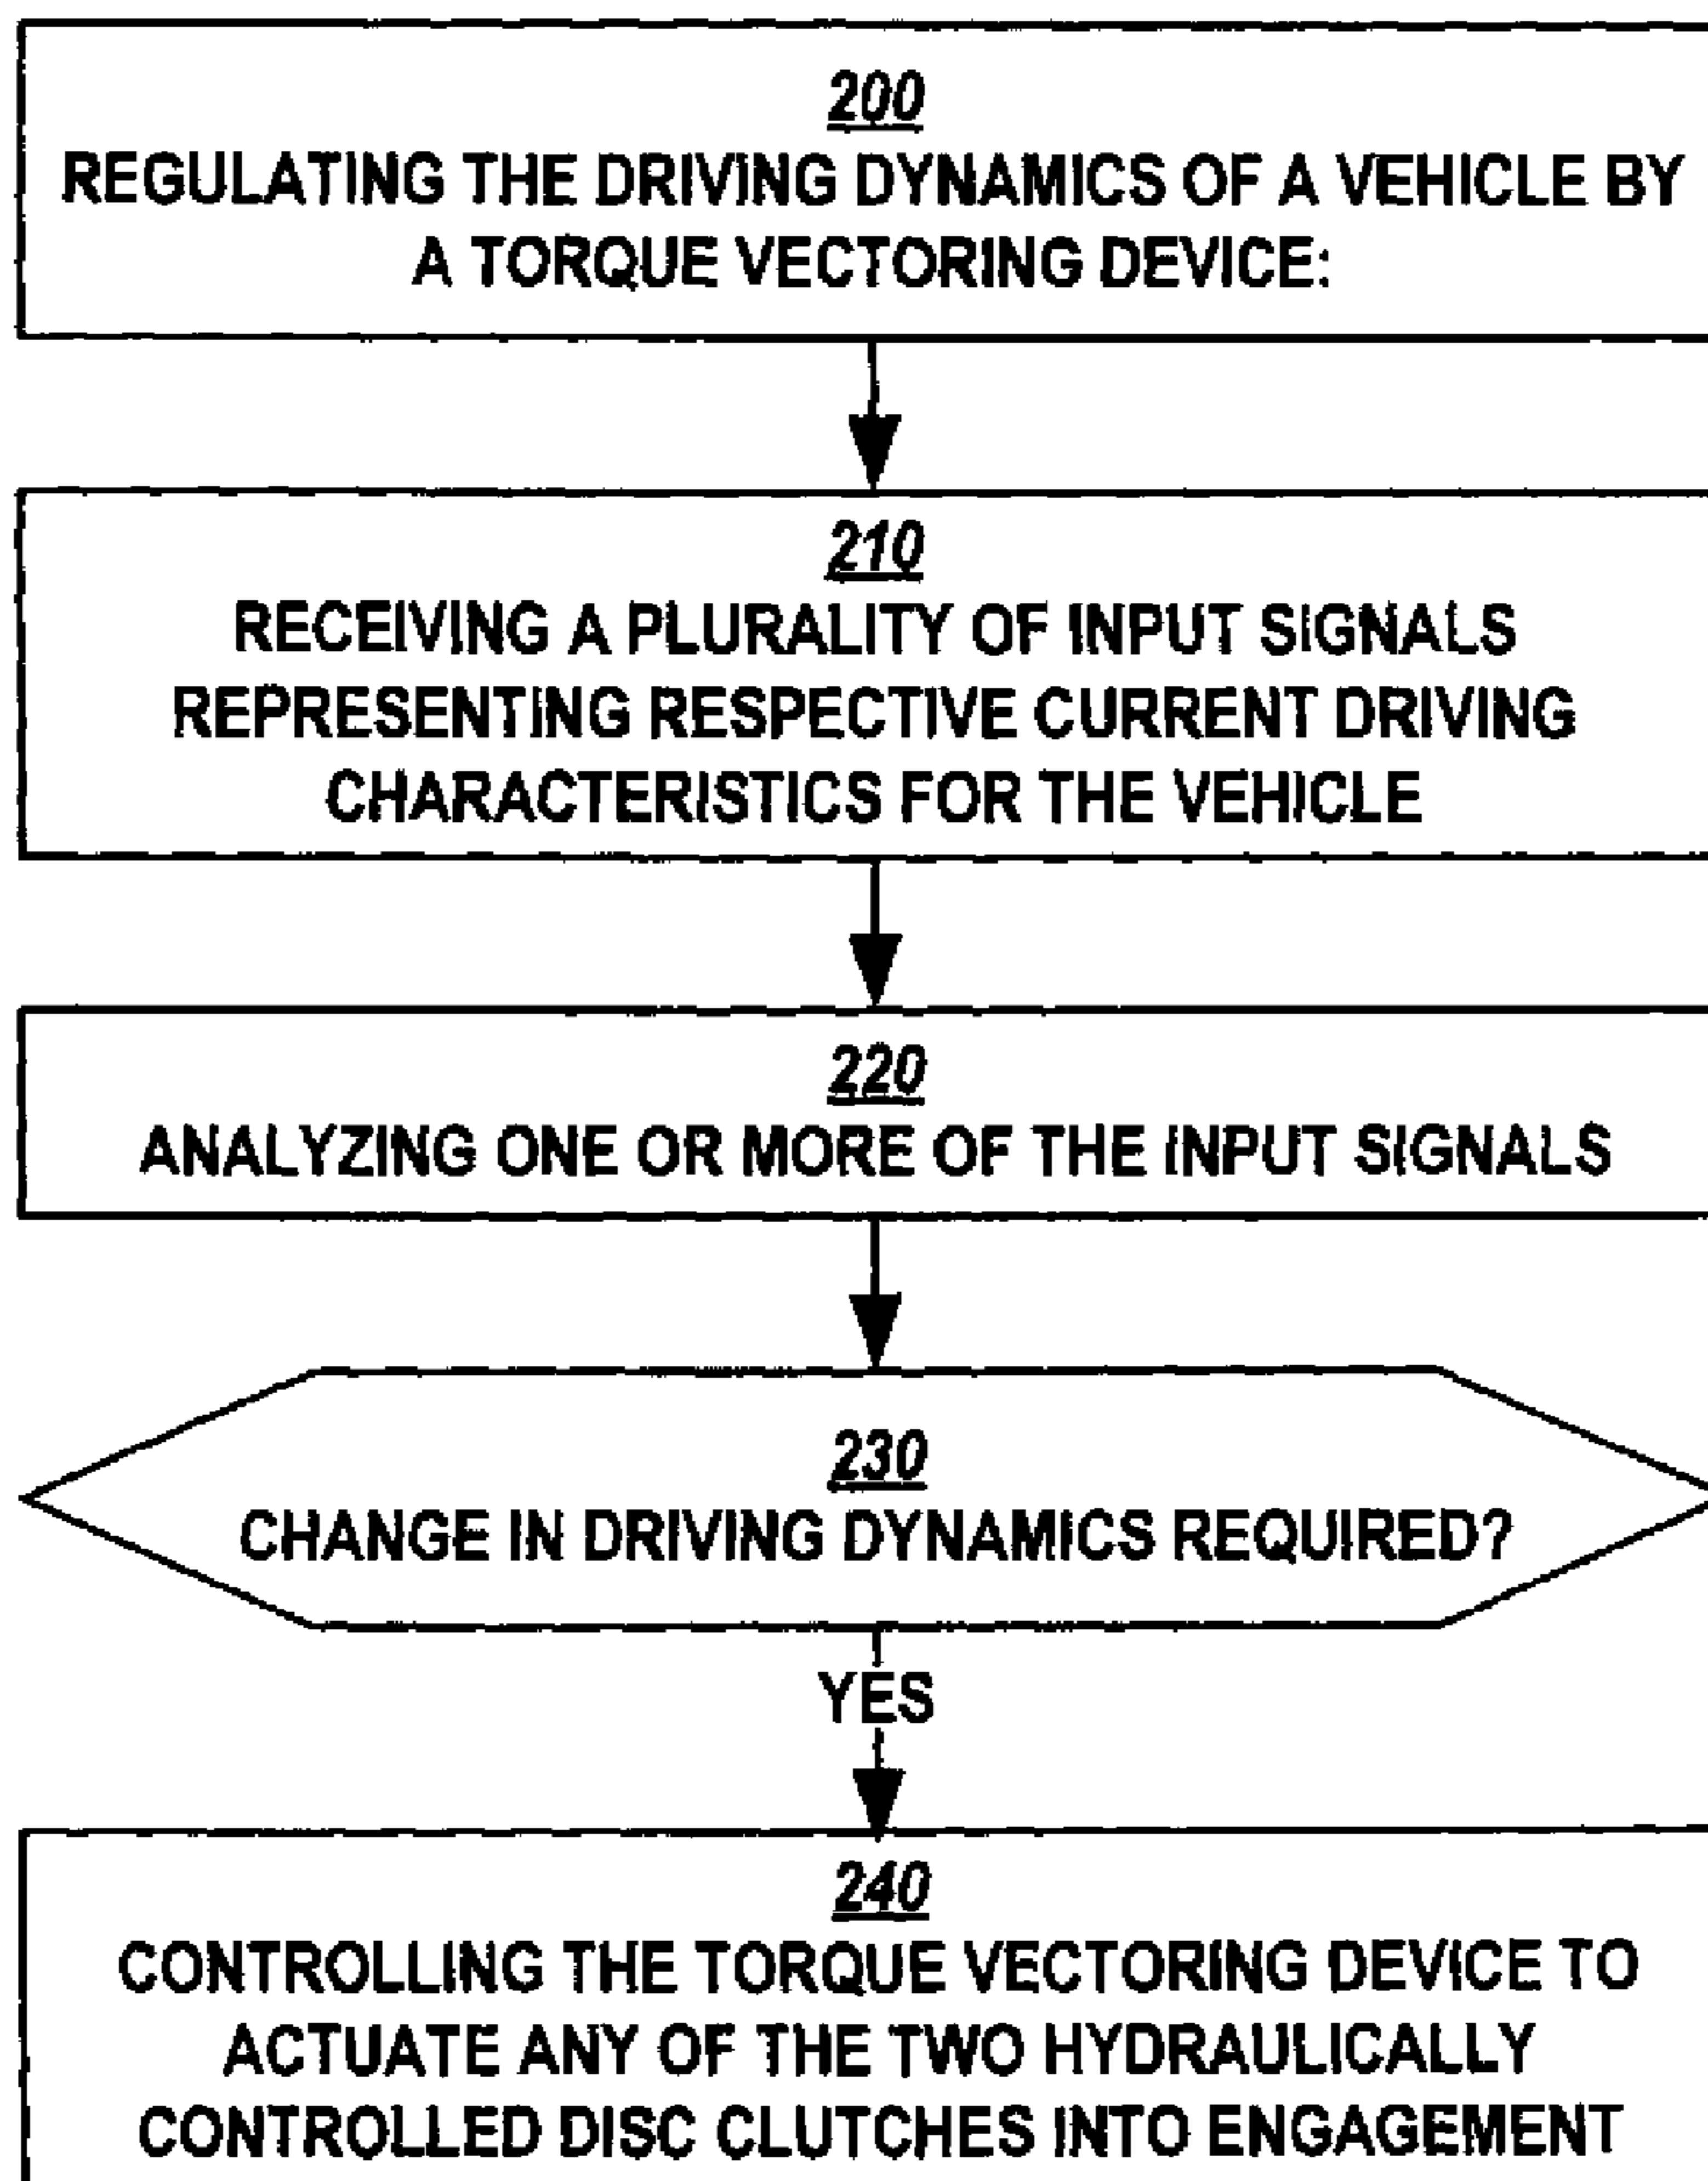 200
REGULATING THE DRIVING DYNAMICS OF A VEHICLE BY
A TORQUE VECTORING DEVICE:
210
RECEIVING A PLURALITY OF INPUT SIGNALS
REPRESENTING RESPECTIVE CURRENT DRIVING
CHARACTERISTICS FOR THE VEHICLE
220
ANALYZING ONE OR MORE OF THE INPUT SIGNALS
230
CHANGE IN DRIVING DYNAMICS REQUIRED?
YES
240
CONTROLLING THE TORQUE VECTORING DEVICE TO
ACTUATE ANY OF THE TWO HYDRAULICALLY
CONTROLLED DISC CLUTCHES INTO ENGAGEMENT